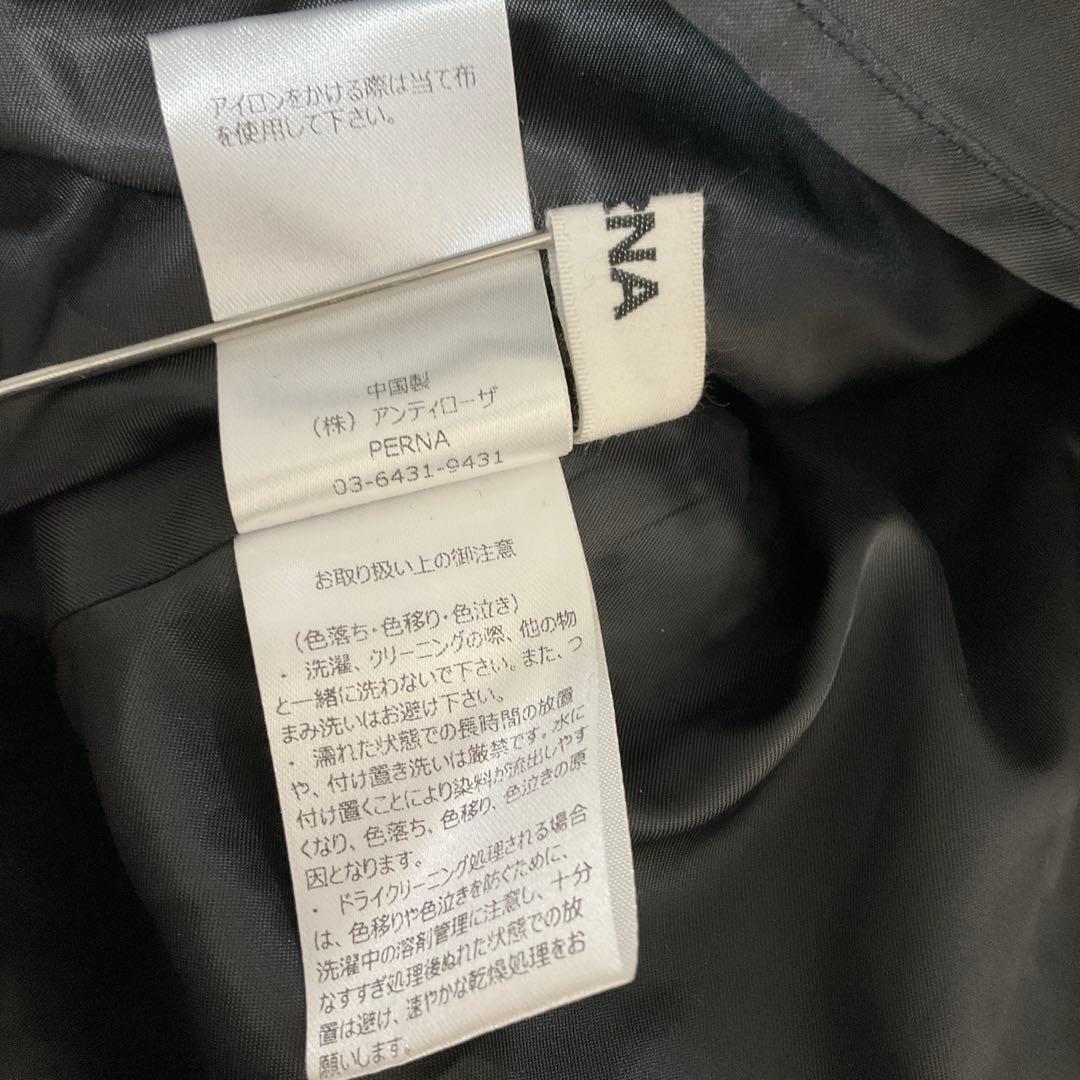 アイロンをかける際は当て布
を使用して下さい。
ERNA
中国製
（株）アンティローザ
PERNA
03-6431-9431
お取り扱い上の御注意
（色落ち・色移り・色泣き）
・洗濯、クリーニングの際、他の物
と一緒に洗わないで下さい。また、つ
まみ洗いはお避け下さい。
・濡れた状態での長時間の放置
や、付け置き洗いは厳禁です。水に
付け置くことにより染料が流出しやす
くなり、色落ち、色移り、色泣きの原
因となります。
・ドライクリーニング処理される場合
は、色移りや色泣きを防ぐために、
洗濯中の溶剤管理に注意し、十分
なすすぎ処理後ぬれた状態での放
置は避け、速やかな乾燥処理をお
願いします。